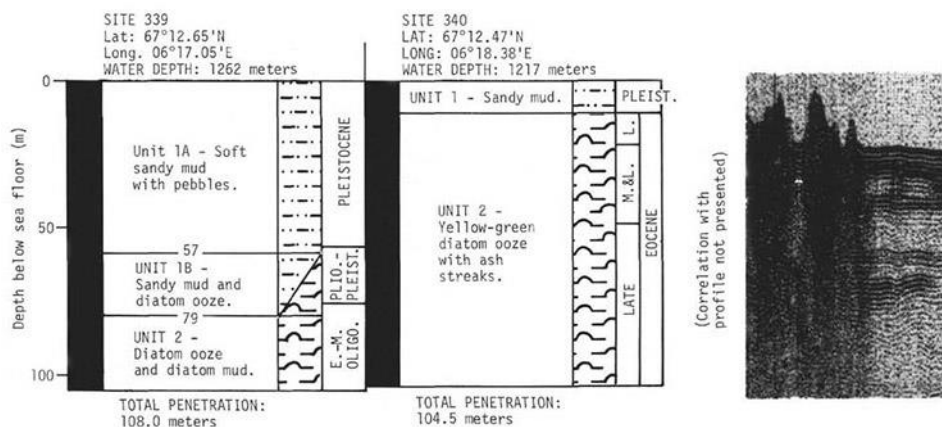 SITE 339
Lat: 67°12.65'N
Long. 06°17.05'E
WATER DEPTH: 1262 meters
SITE 340
LAT: 67°12.47'N
LONG: 06°18.38'E
WATER DEPTH: 1217 meters
Depth below sea floor (m)
0
50
100
Unit 1A - Soft
sandy mud
with pebbles.
57
UNIT 1B -
Sandy mud and
diatom ooze.
79
UNIT 2 -
Diatom ooze
and diatom mud.
PLEISTOCENE
PLIO.-
PLEIST.
E.-M.
OLIGO.
TOTAL PENETRATION:
108.0 meters
UNIT 1 - Sandy mud.
UNIT 2 -
Yellow-green
diatom ooze
with ash
streaks.
PLEIST.
L.
M.&L.
LATE
EOCENE
TOTAL PENETRATION:
104.5 meters
(Correlation with
profile not presented)